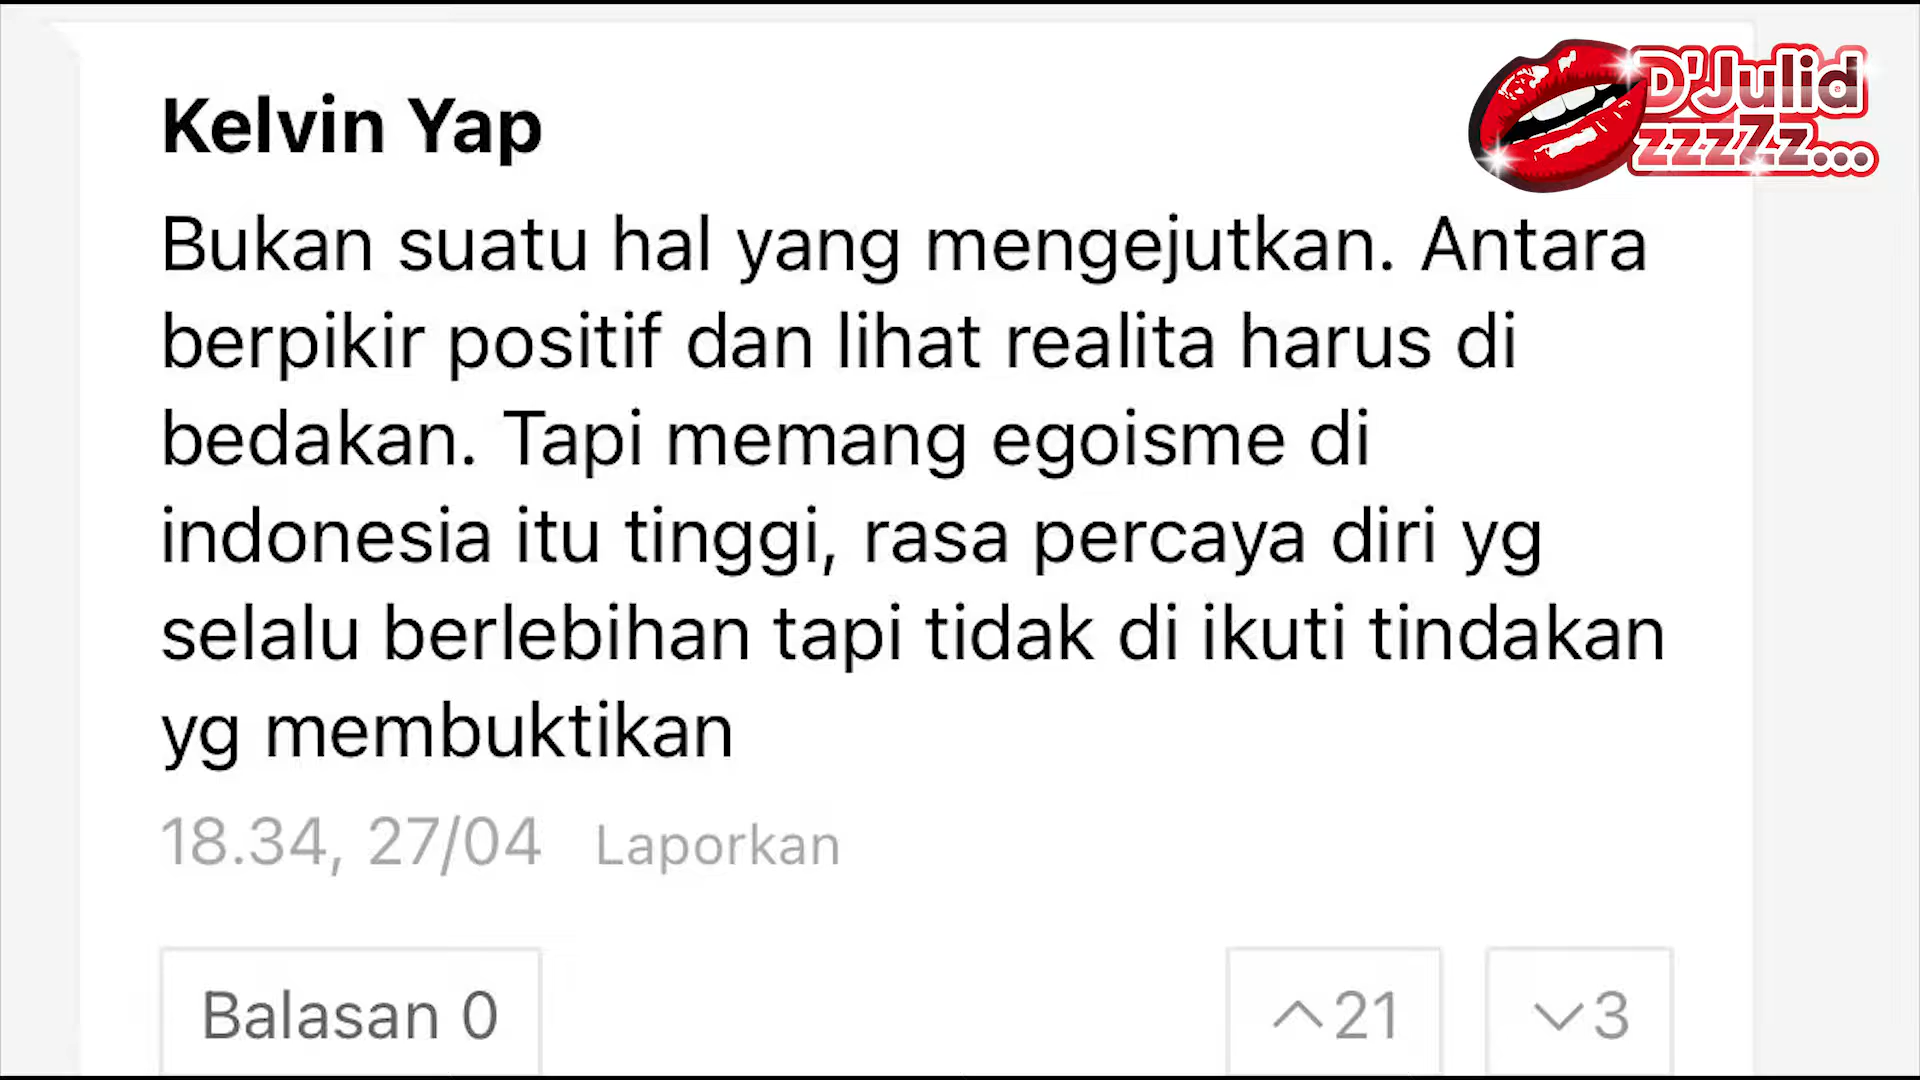 Kelvin Yap
D'Julid
zzzZz...
Bukan suatu hal yang mengejutkan. Antara
berpikir positif dan lihat realita harus di
bedakan. Tapi memang egoisme di
indonesia itu tinggi, rasa percaya diri yg
selalu berlebihan tapi tidak di ikuti tindakan
yg membuktikan
18.34, 27/04 Laporkan
Balasan 0 21 3